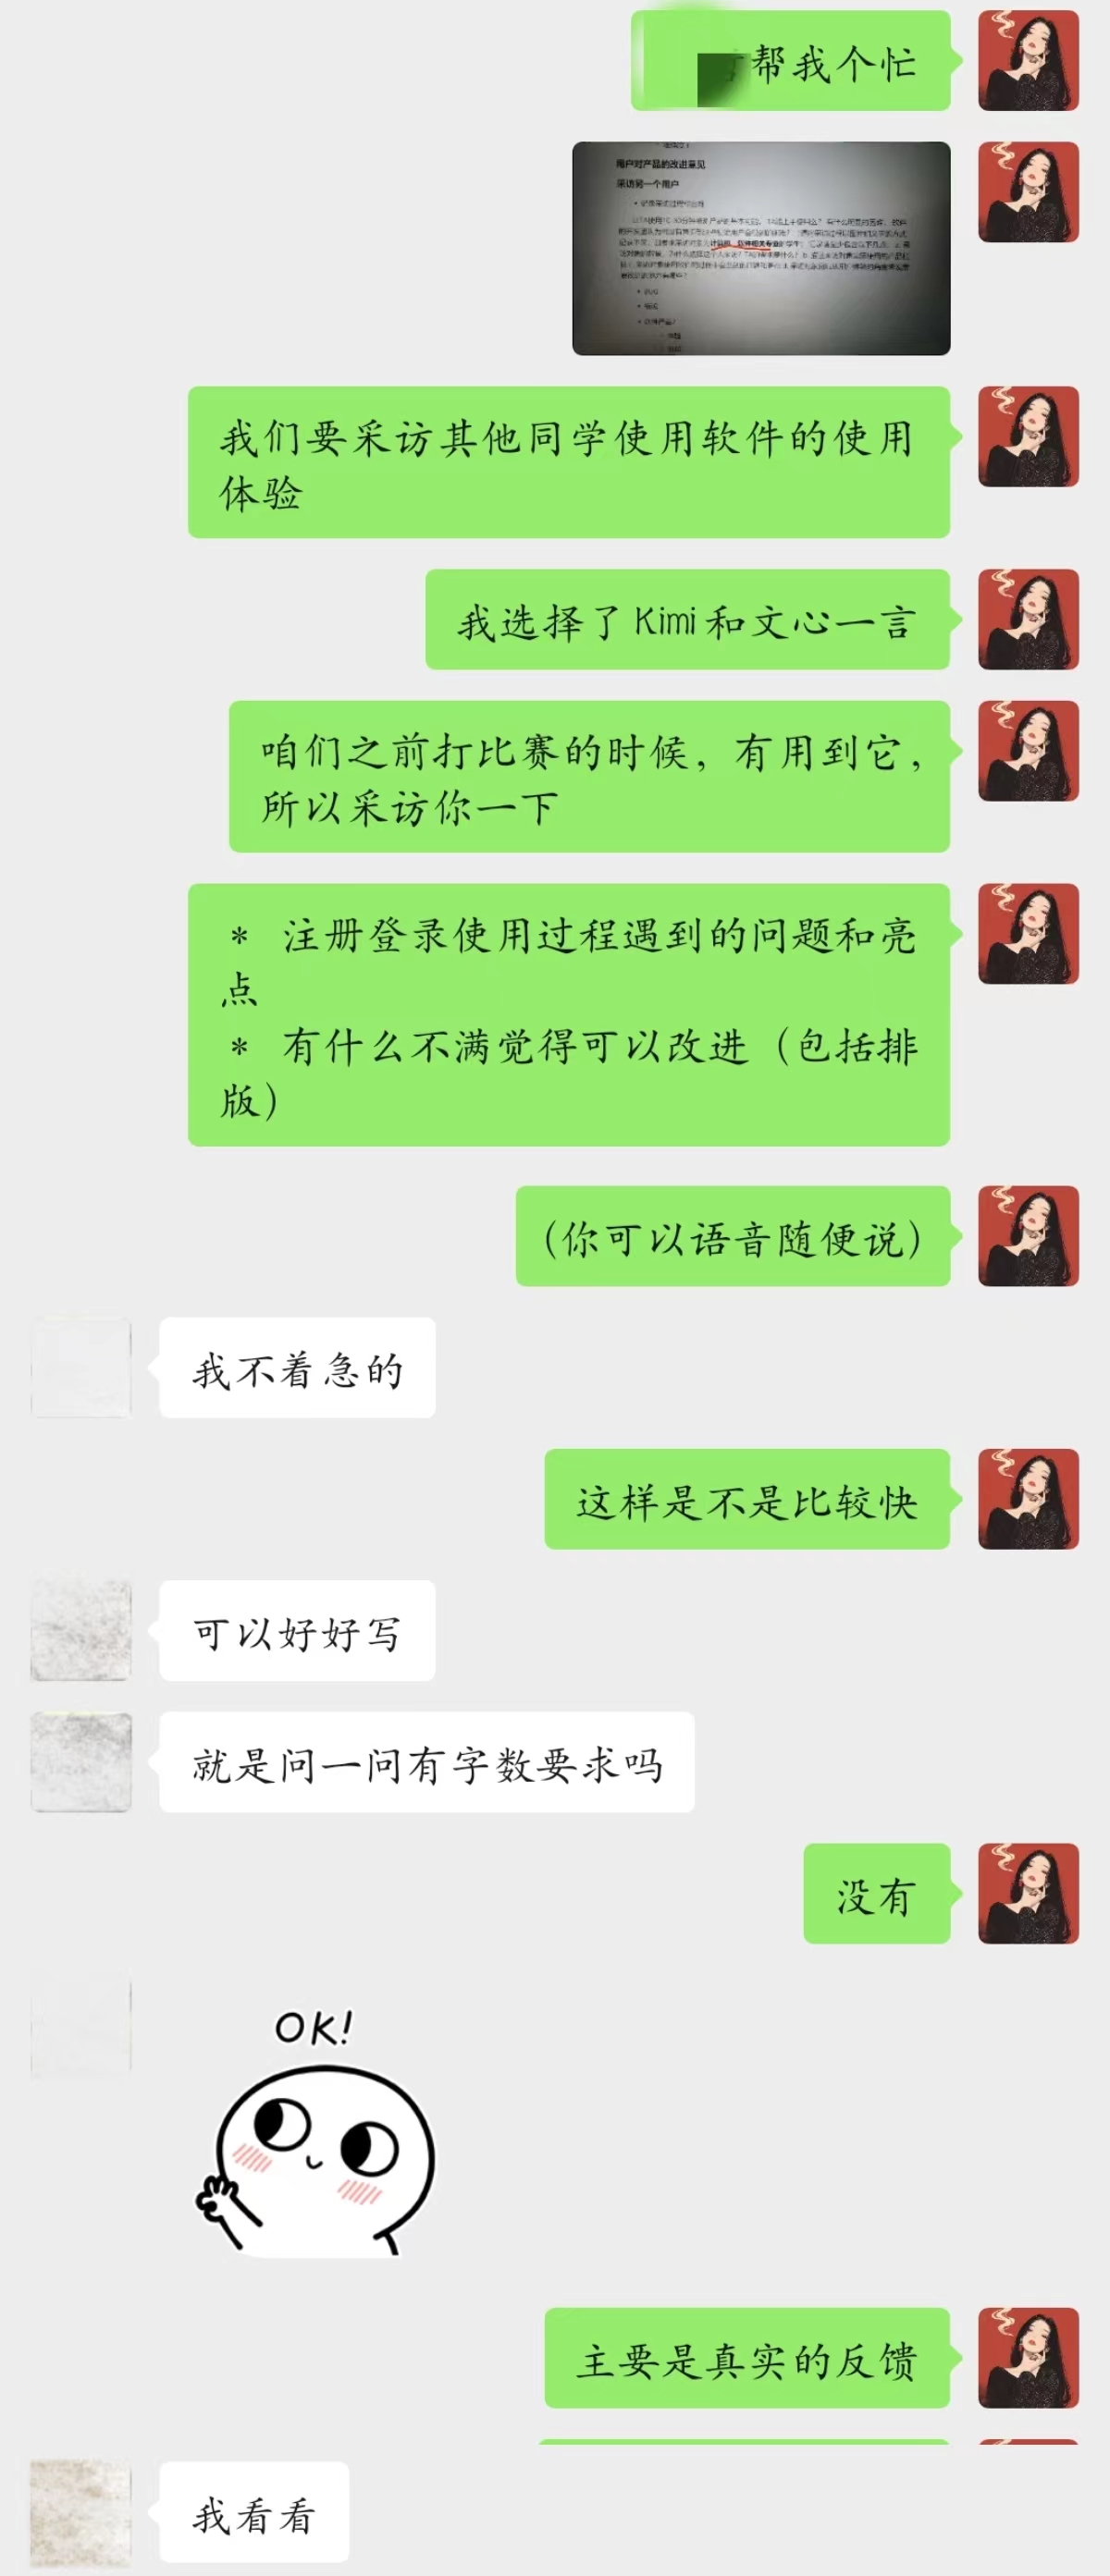 帮我个忙
用户对产品的改进意见
采访另一个用户
我们要采访其他同学使用软件的使用
体验
我选择了Kimi和文心一言
咱们之前打比赛的时候，有用到它，
所以采访你一下
* 注册登录使用过程遇到的问题和亮
点
* 有什么不满觉得可以改进（包括排
版）
（你可以语音随便说）
我不着急的
这样是不是比较快
可以好好写
就是问一问有字数要求吗
没有
OK!
主要是真实的反馈
我看看